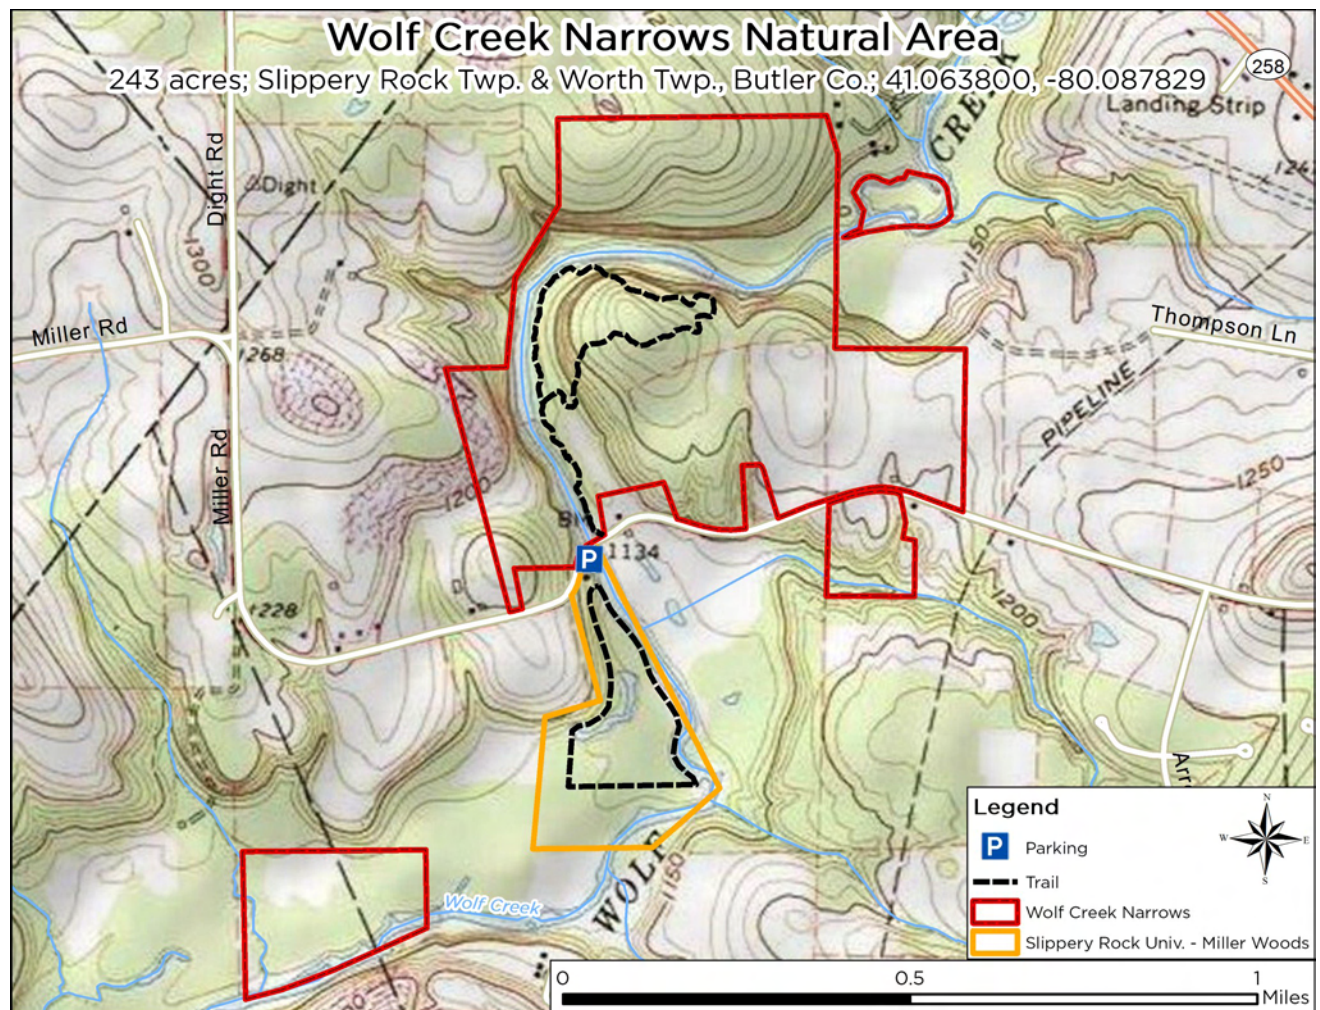 Wolf Creek Narrows Natural Area
243 acres; Slippery Rock Twp. & Worth Twp., Butler Co.; 41.063800, -80.087829
258
Landing Strip
CREEK
Dight Rd
Dight
1300
1150
Miller Rd
1268
Thompson Ln
PIPELINE
Miller Rd
1200
1250
BM
1134
1228
1200
Arr
WOLF
1150
Wolf Creek
Legend
P
P Parking
Trail
Wolf Creek Narrows
Slippery Rock Univ. - Miller Woods
N
W E
S
0 0.5 1
Miles